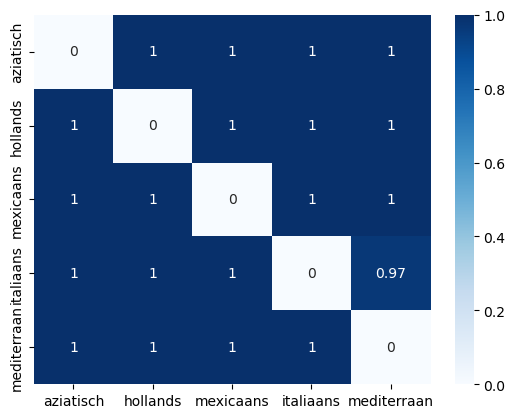 aziatisch 0 1 1 1 1
hollands 1 0 1 1 1
mexicaans 1 1 0 1 1
italiaans 1 1 1 0 0.97
mediterraan 1 1 1 1 0
aziatisch hollands mexicaans italiaans mediterraan
1.0
0.8
0.6
0.4
0.2
0.0